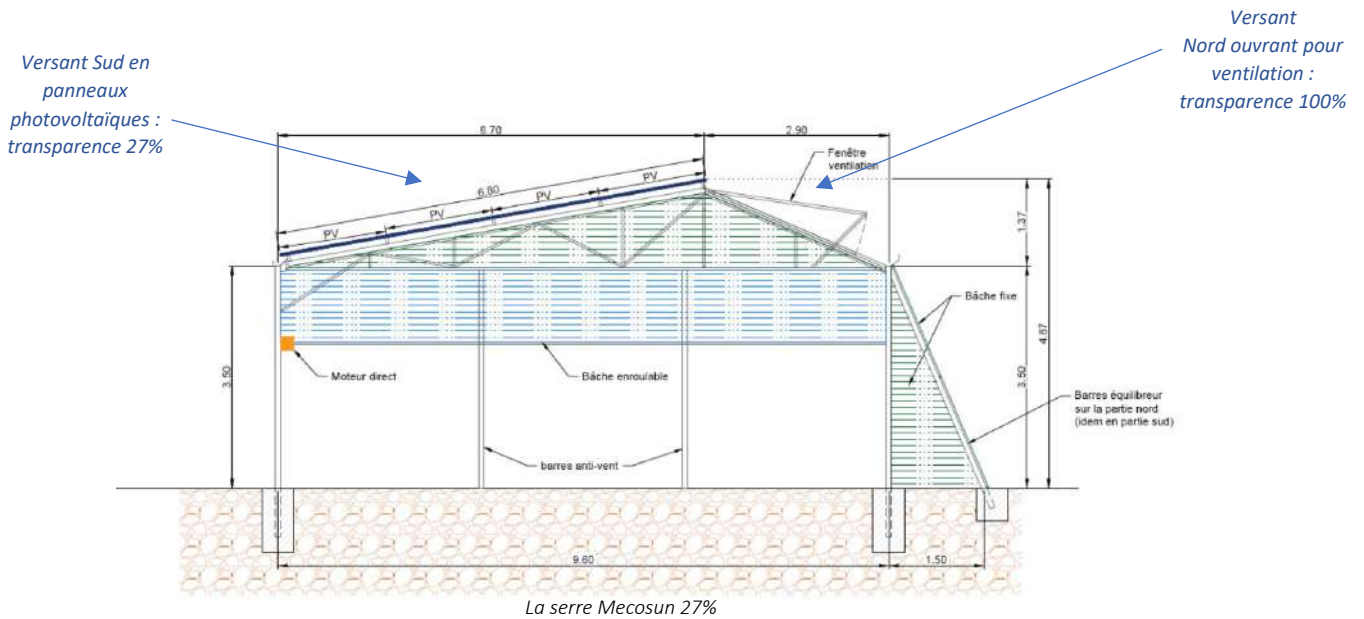 Versant
Nord ouvrant pour
ventilation :
transparence 100%
Versant Sud en
panneaux
photovoltaïques :
transparence 27%
6.70
2.90
Fenêtre
ventilation
6.80
PV
PV
PV
PV
1.37
Bâche fixe
4.87
3.50
3.50
Moteur direct
Bâche enroulable
Barres équilibreur
sur la partie nord
(idem en partie sud)
barres anti-vent
9.60
1.50
La serre Mecosun 27%